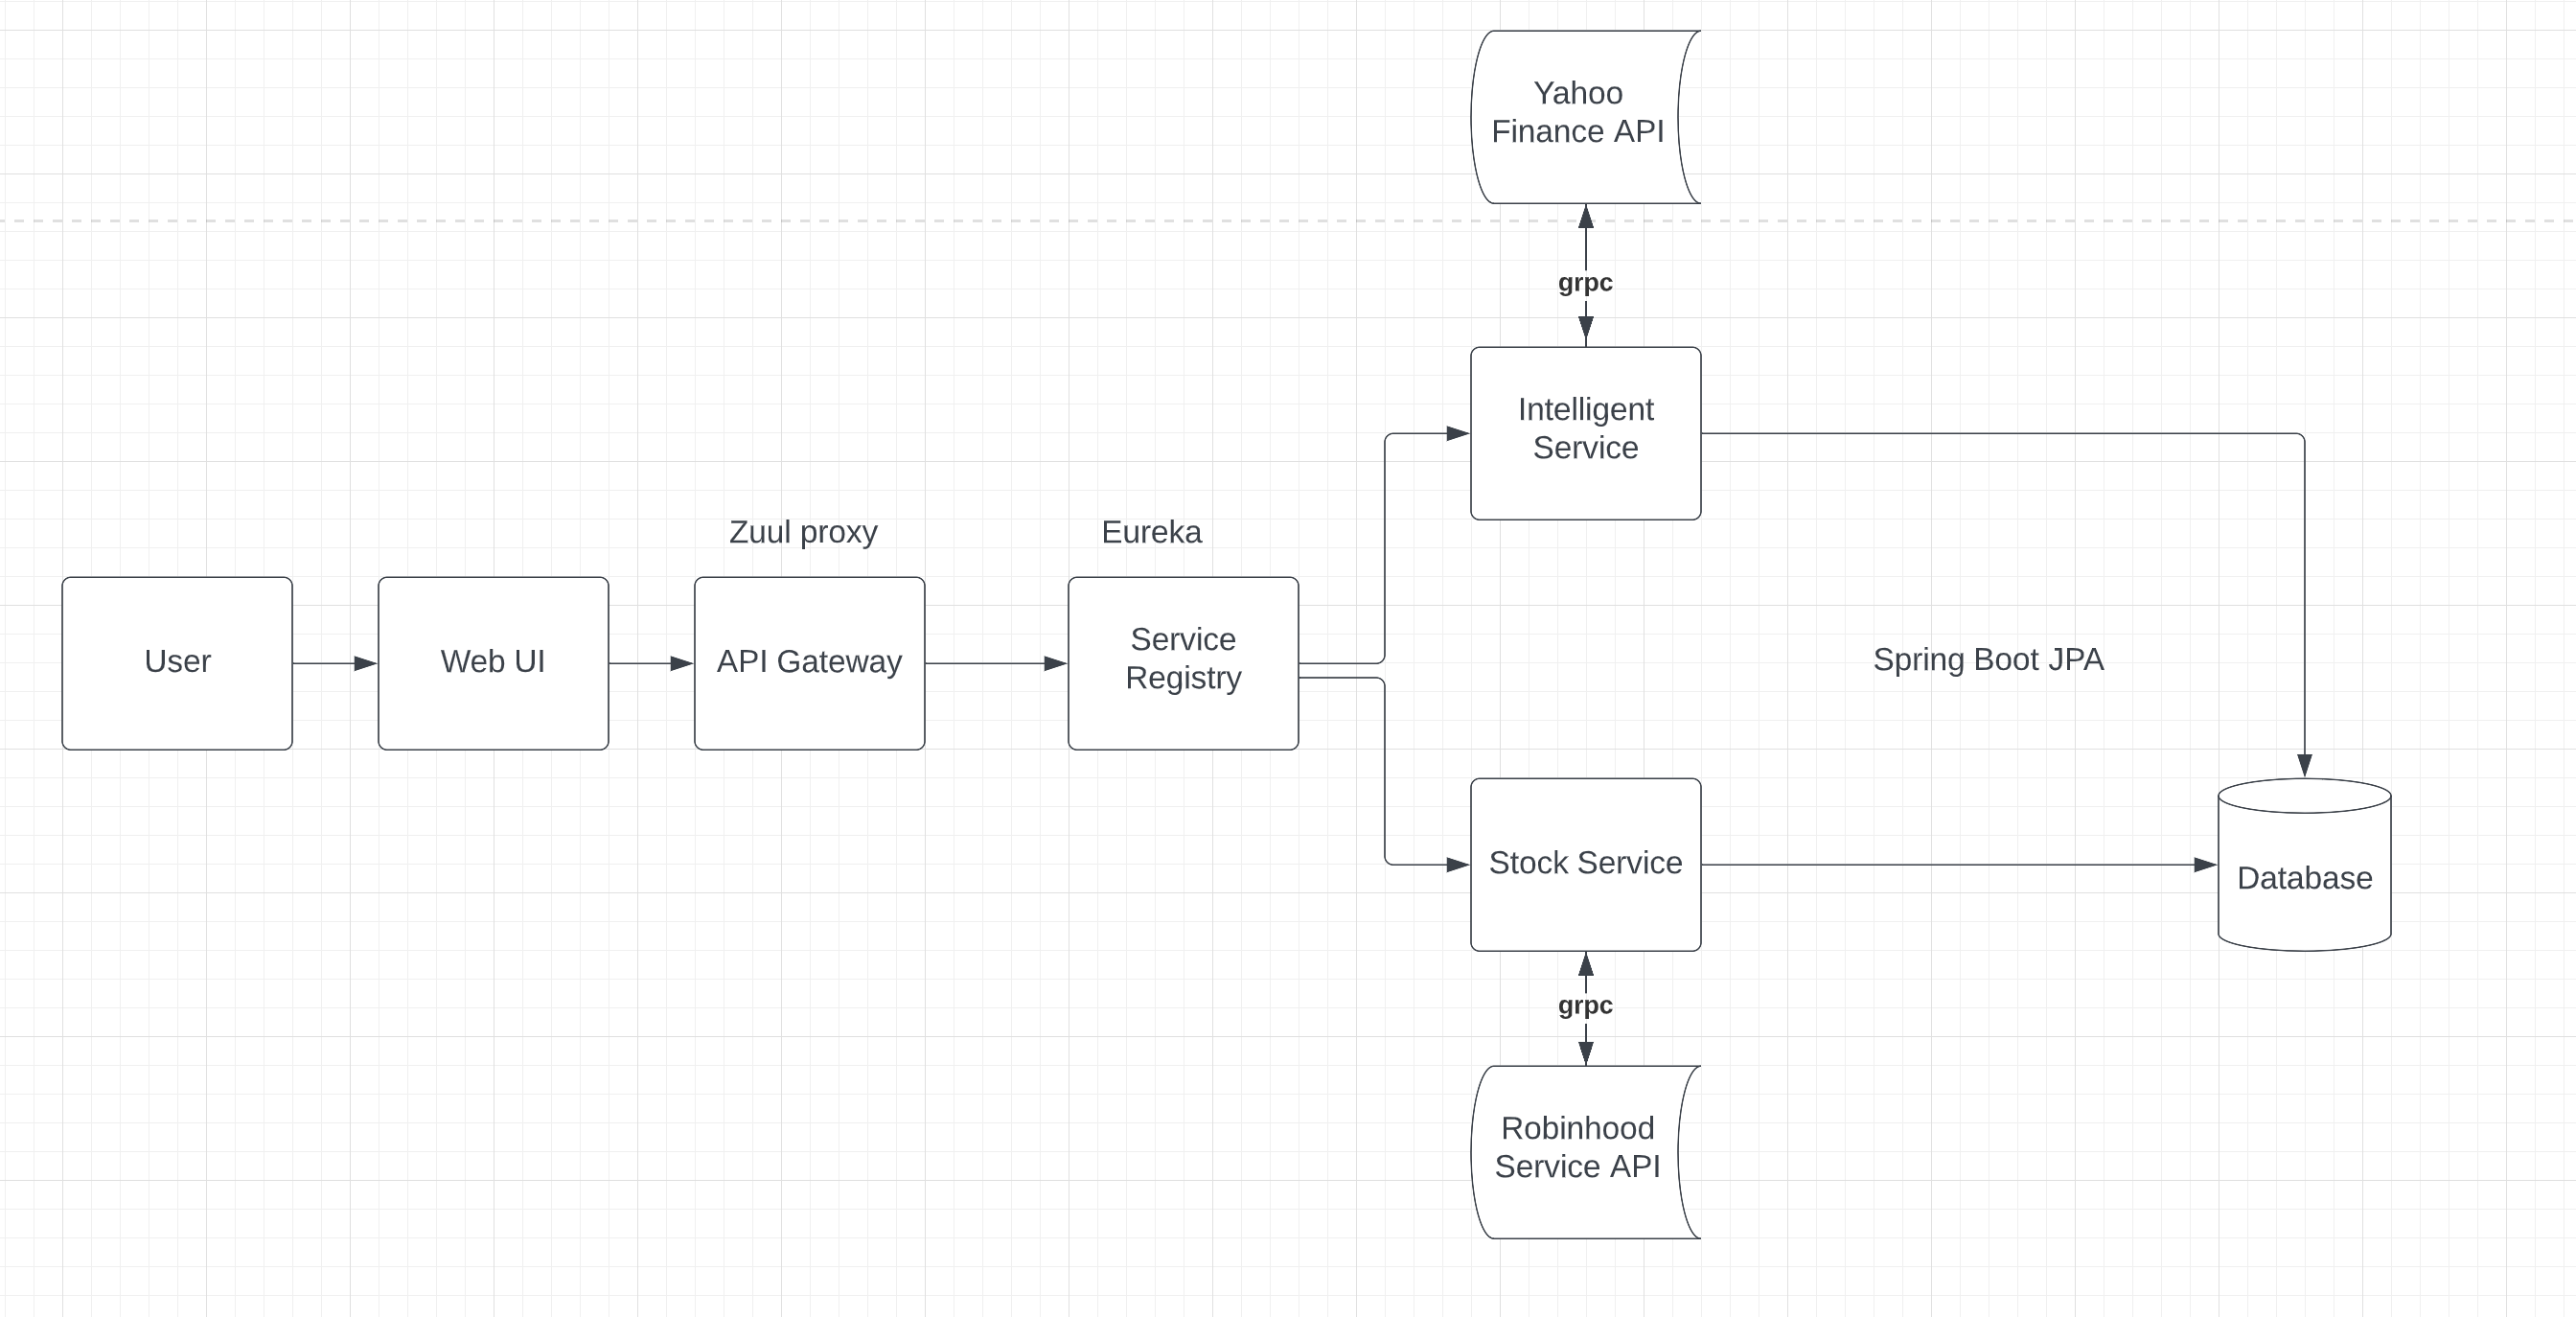 Yahoo
Finance API
grpc
Intelligent
Service
Zuul proxy
Eureka
User
Web UI
API Gateway
Service
Registry
Spring Boot JPA
Stock Service
Database
grpc
Robinhood
Service API